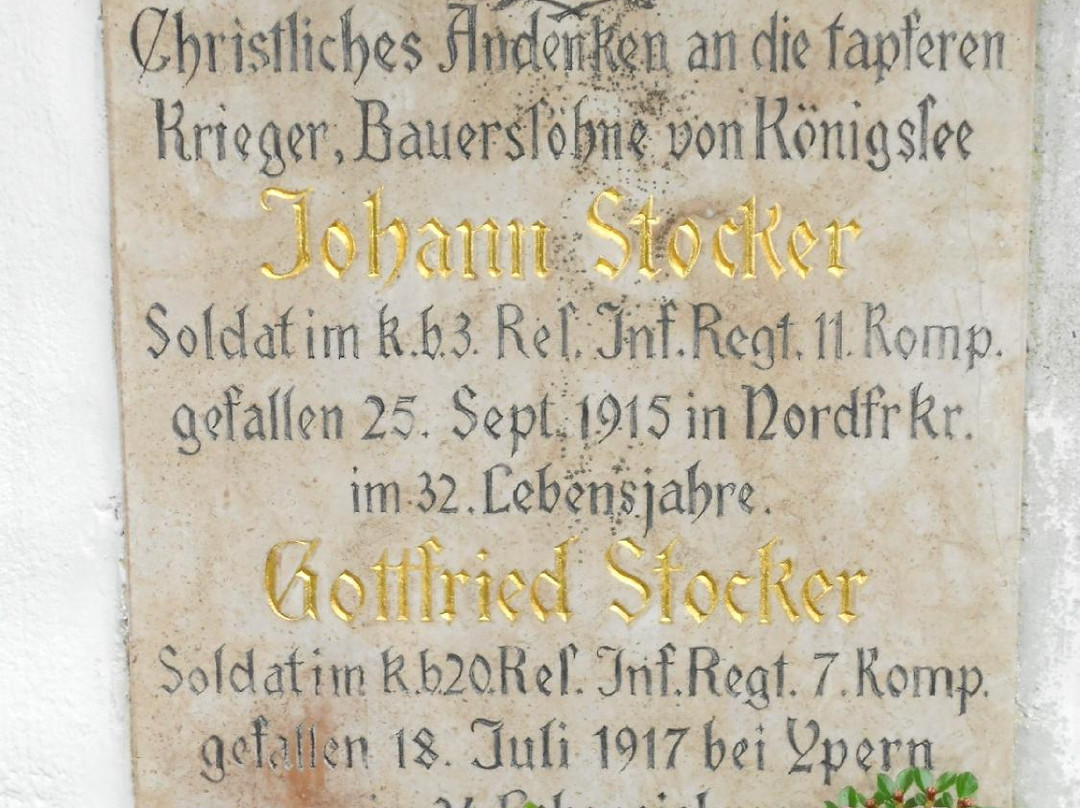 Christliches Andenken an die tapferen
Krieger, Bauersſöhne von Königsſee
Johann Stocker
Soldat im k.b.3. Reſ. Inf. Regt. 11. Komp.
gefallen 25. Sept. 1915 in Nordfrkr.
im 32. Lebensjahre.
Gottfried Stocker
Soldat im k.b.20. Reſ. Inf. Regt. 7. Komp.
gefallen 18. Juli 1917 bei Ypern